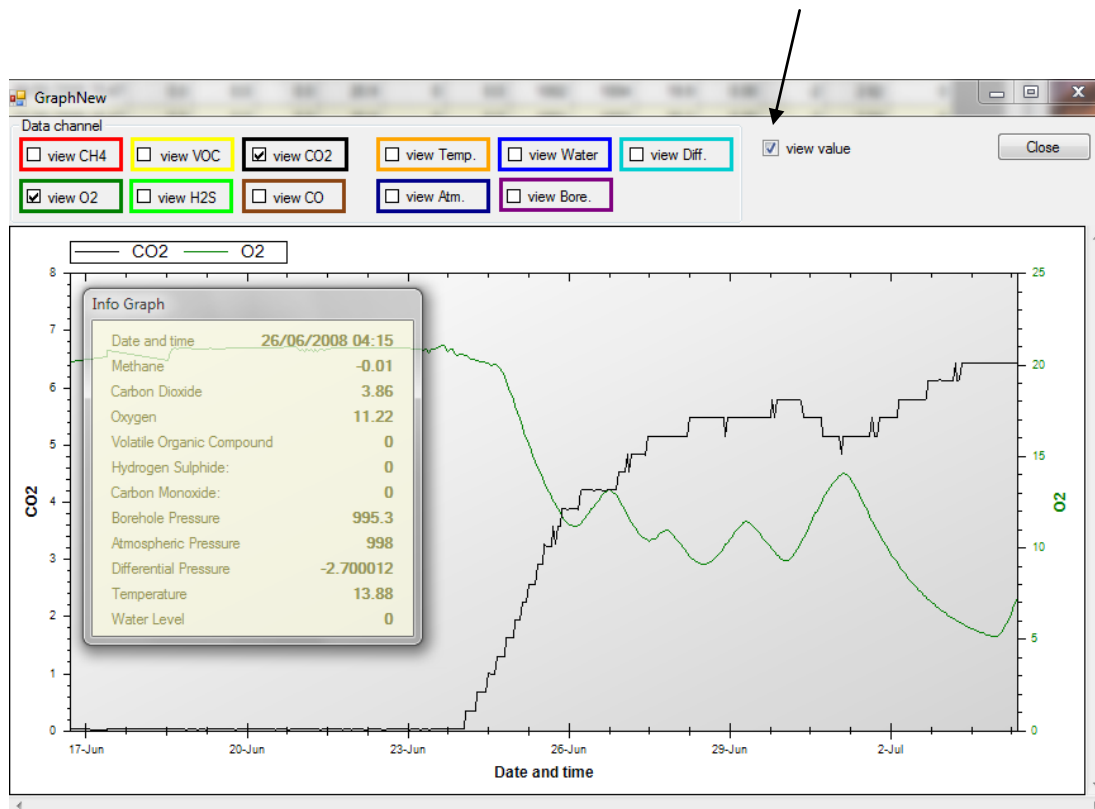 GraphNew
X
Data channel
view CH4 view VOC view CO2 view Temp. view Water view Diff. view value Close
view O2 view H2S view CO view Atm. view Bore.
CO2 O2
Info Graph
Date and time 26/06/2008 04:15
Methane -0.01
Carbon Dioxide 3.86
Oxygen 11.22
Volatile Organic Compound 0
Hydrogen Sulphide: 0
Carbon Monoxide: 0
Borehole Pressure 995.3
Atmospheric Pressure 998
Differential Pressure -2.700012
Temperature 13.88
Water Level 0
8
7
6
5
4
3
2
1
0
CO2
25
20
15
10
5
0
O2
17-Jun 20-Jun 23-Jun 26-Jun 29-Jun 2-Jul
Date and time